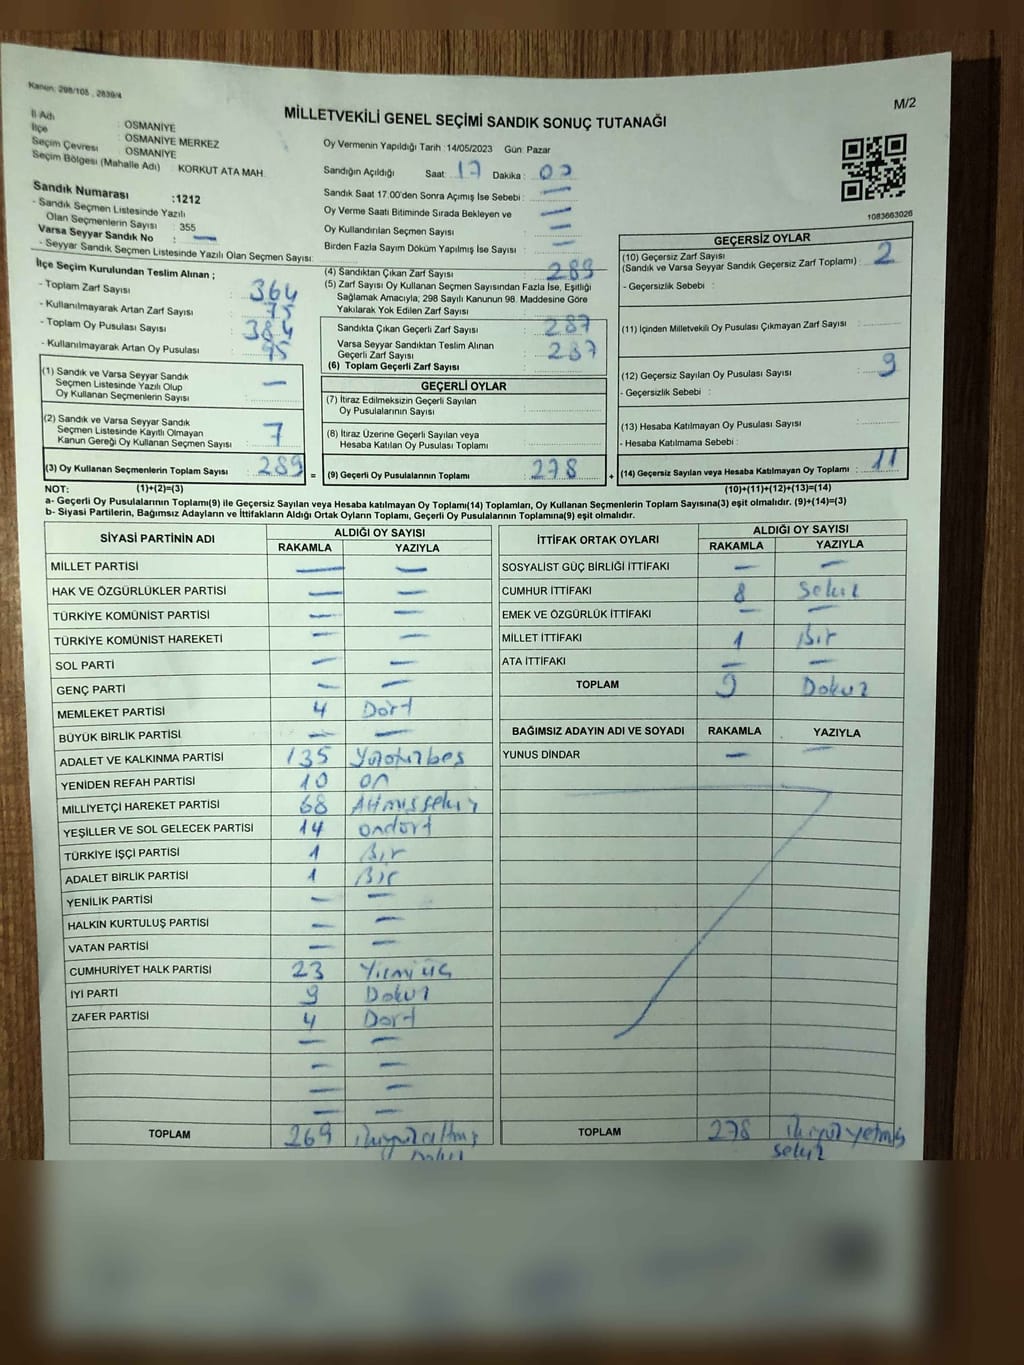 Kanun: 298/105 , 2839/4
M/2
MİLLETVEKİLİ GENEL SEÇİMİ SANDIK SONUÇ TUTANAĞI
İl Adı : OSMANİYE
İlçe : OSMANİYE MERKEZ
Seçim Çevresi : OSMANİYE
Seçim Bölgesi (Mahalle Adı) : KORKUT ATA MAH.
Sandık Numarası :1212
- Sandık Seçmen Listesinde Yazılı
Olan Seçmenlerin Sayısı : 355
Varsa Seyyar Sandık No : —
- Seyyar Sandık Seçmen Listesinde Yazılı Olan Seçmen Sayısı:
Oy Vermenin Yapıldığı Tarih :14/05/2023 Gün: Pazar
Sandığın Açıldığı Saat: 17 Dakika : 00
Sandık Saat 17.00'den Sonra Açımış İse Sebebi : —
Oy Verme Saati Bitiminde Sırada Bekleyen ve —
Oy Kullandırılan Seçmen Sayısı : —
Birden Fazla Sayım Döküm Yapılmış İse Sayısı : —
1083663026
İlçe Seçim Kurulundan Teslim Alınan ;
- Toplam Zarf Sayısı : 364
- Kullanılmayarak Artan Zarf Sayısı : 75
- Toplam Oy Pusulası Sayısı : 384
- Kullanılmayarak Artan Oy Pusulası : 95
(1) Sandık ve Varsa Seyyar Sandık
Seçmen Listesinde Yazılı Olup
Oy Kullanan Seçmenlerin Sayısı : —
(2) Sandık ve Varsa Seyyar Sandık
Seçmen Listesinde Kayıtlı Olmayan
Kanun Gereği Oy Kullanan Seçmen Sayısı : 7
(3) Oy Kullanan Seçmenlerin Toplam Sayısı : 289 =
(1)+(2)=(3)
(4) Sandıktan Çıkan Zarf Sayısı : 289
(5) Zarf Sayısı Oy Kullanan Seçmen Sayısından Fazla İse, Eşitliği
Sağlamak Amacıyla; 298 Sayılı Kanunun 98. Maddesine Göre
Yakılarak Yok Edilen Zarf Sayısı :
Sandıkta Çıkan Geçerli Zarf Sayısı : 287
Varsa Seyyar Sandıktan Teslim Alınan
Geçerli Zarf Sayısı : 287
(6) Toplam Geçerli Zarf Sayısı :
GEÇERLİ OYLAR
(7) İtiraz Edilmeksizin Geçerli Sayılan
Oy Pusulalarının Sayısı :
(8) İtiraz Üzerine Geçerli Sayılan veya
Hesaba Katılan Oy Pusulası Toplamı :
(9) Geçerli Oy Pusulalarının Toplamı : 278 +
GEÇERSİZ OYLAR
(10) Geçersiz Zarf Sayısı
(Sandık ve Varsa Seyyar Sandık Geçersiz Zarf Toplamı) : 2
- Geçersizlik Sebebi :
(11) İçinden Milletvekili Oy Pusulası Çıkmayan Zarf Sayısı :
(12) Geçersiz Sayılan Oy Pusulası Sayısı : 9
- Geçersizlik Sebebi :
(13) Hesaba Katılmayan Oy Pusulası Sayısı :
- Hesaba Katılmama Sebebi :
(14) Geçersiz Sayılan veya Hesaba Katılmayan Oy Toplamı : 11
(10)+(11)+(12)+(13)=(14)
NOT:
a- Geçerli Oy Pusulalarının Toplamı(9) ile Geçersiz Sayılan veya Hesaba katılmayan Oy Toplamı(14) Toplamları, Oy Kullanan Seçmenlerin Toplam Sayısına(3) eşit olmalıdır. (9)+(14)=(3)
b- Siyasi Partilerin, Bağımsız Adayların ve İttifakların Aldığı Ortak Oyların Toplamı, Geçerli Oy Pusulalarının Toplamına(9) eşit olmalıdır.
SİYASİ PARTİNİN ADI ALDIĞI OY SAYISI
RAKAMLA YAZIYLA
MİLLET PARTİSİ — —
HAK VE ÖZGÜRLÜKLER PARTİSİ — —
TÜRKİYE KOMÜNİST PARTİSİ — —
TÜRKİYE KOMÜNİST HAREKETİ — —
SOL PARTİ — —
GENÇ PARTİ — —
MEMLEKET PARTİSİ 4 Dört
BÜYÜK BİRLİK PARTİSİ — —
ADALET VE KALKINMA PARTİSİ 135 Yüzotuzbeş
YENİDEN REFAH PARTİSİ 10 on
MİLLİYETÇİ HAREKET PARTİSİ 68 Altmışsekiz
YEŞİLLER VE SOL GELECEK PARTİSİ 14 ondört
TÜRKİYE İŞÇİ PARTİSİ 1 Bir
ADALET BİRLİK PARTİSİ 1 Bir
YENİLİK PARTİSİ — —
HALKIN KURTULUŞ PARTİSİ — —
VATAN PARTİSİ — —
CUMHURİYET HALK PARTİSİ 23 Yirmi üç
İYİ PARTİ 9 Dokuz
ZAFER PARTİSİ 4 Dört
— —
— —
— —
— —
TOPLAM 269 ikiyüzaltmış
Dokuz
İTTİFAK ORTAK OYLARI ALDIĞI OY SAYISI
RAKAMLA YAZIYLA
SOSYALİST GÜÇ BİRLİĞİ İTTİFAKI — —
CUMHUR İTTİFAKI 8 Sekiz
EMEK VE ÖZGÜRLÜK İTTİFAKI — —
MİLLET İTTİFAKI 1 Bir
ATA İTTİFAKI — —
TOPLAM 9 Dokuz
BAĞIMSIZ ADAYIN ADI VE SOYADI RAKAMLA YAZIYLA
YUNUS DİNDAR — —
TOPLAM 278 ikiyüzyetmiş
sekiz